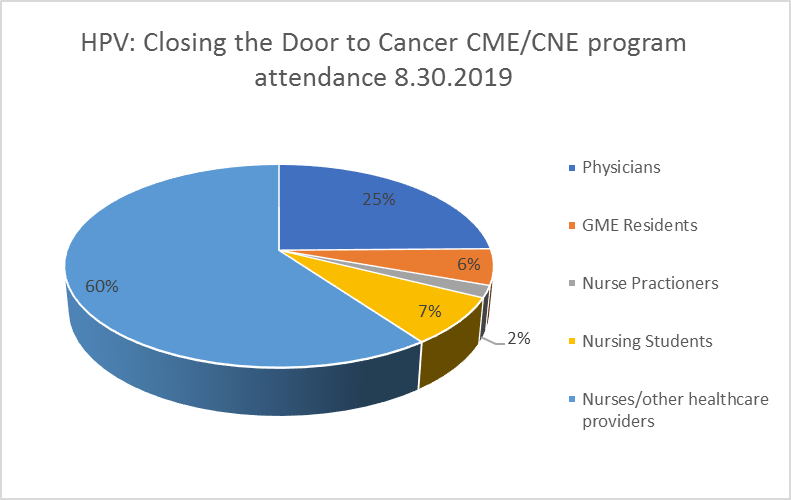 HPV: Closing the Door to Cancer CME/CNE program
attendance 8.30.2019
25%
6%
2%
7%
60%
Physicians
GME Residents
Nurse Practioners
Nursing Students
Nurses/other healthcare
providers